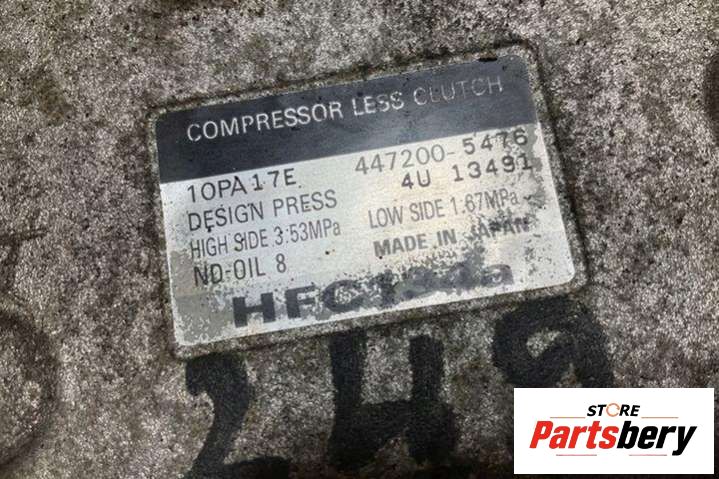 COMPRESSOR LESS CLUTCH
10PA17E 447200-5476
DESIGN PRESS 4U 13491
HIGH SIDE 3.53MPa LOW SIDE 1.67MPa
ND-OIL 8 MADE IN JAPAN
HFC134a
249
STORE
Partsbery